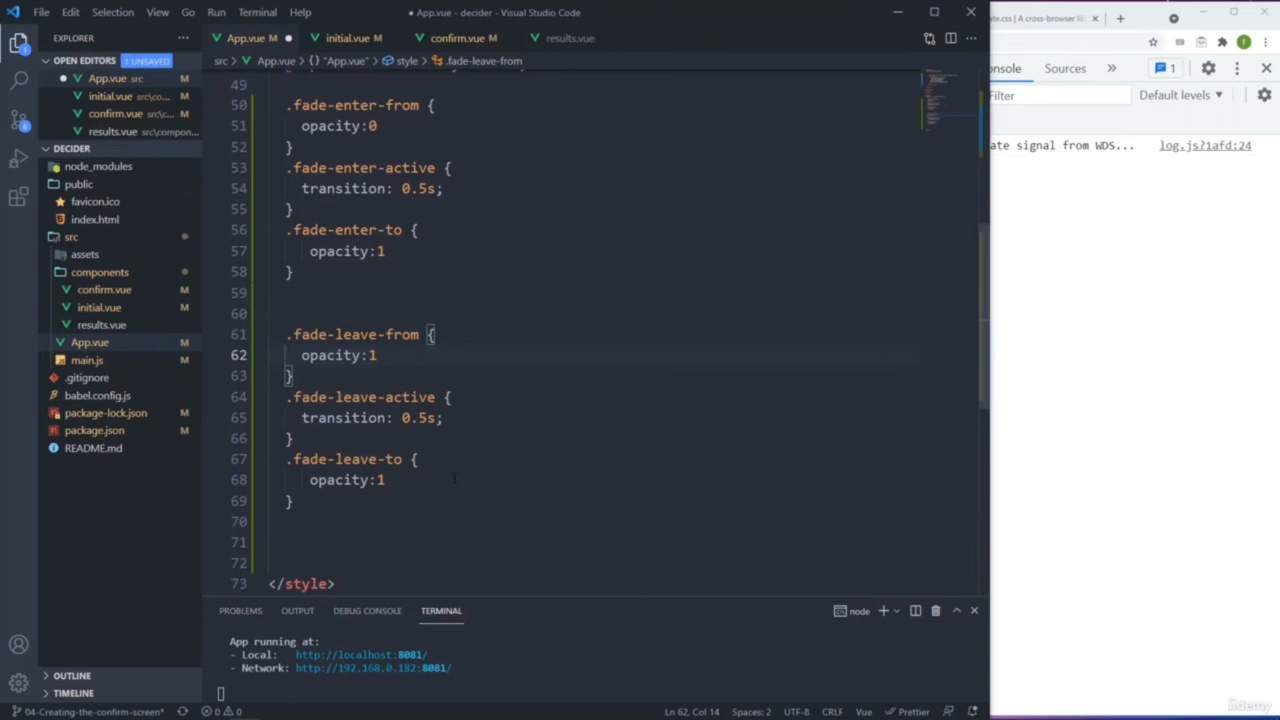 File Edit Selection View Go Run Terminal Help
● App.vue - decider - Visual Studio Code
ate.css | A cross-browser
EXPLORER
App.vue M
initial.vue M
confirm.vue M
results.vue
src > App.vue > {} "App.vue" > style > .fade-leave-from
OPEN EDITORS 1 UNSAVED
App.vue src M
initial.vue src\co... M
confirm.vue src\c... M
results.vue src\compon...
DECIDER
node_modules
public
favicon.ico
index.html
src
assets
components
confirm.vue M
initial.vue M
results.vue
App.vue M
main.js M
.gitignore
babel.config.js
package-lock.json M
package.json M
README.md
OUTLINE
TIMELINE
49
50 .fade-enter-from {
51 opacity:0
52 }
53 .fade-enter-active {
54 transition: 0.5s;
55 }
56 .fade-enter-to {
57 opacity:1
58 }
59
60
61 .fade-leave-from {
62 opacity:1
63 }
64 .fade-leave-active {
65 transition: 0.5s;
66 }
67 .fade-leave-to {
68 opacity:1
69 }
70
71
72
73 </style>
PROBLEMS OUTPUT DEBUG CONSOLE TERMINAL
node
App running at:
- Local: http://localhost:8081/
- Network: http://192.168.0.182:8081/
04-Creating-the-confirm-screen* 0 0
Ln 62, Col 14 Spaces: 2 UTF-8 CRLF Vue Prettier
onsole Sources » 1
Filter Default levels ▼
ate signal from WDS... log.js?1afd:24
ûdemy